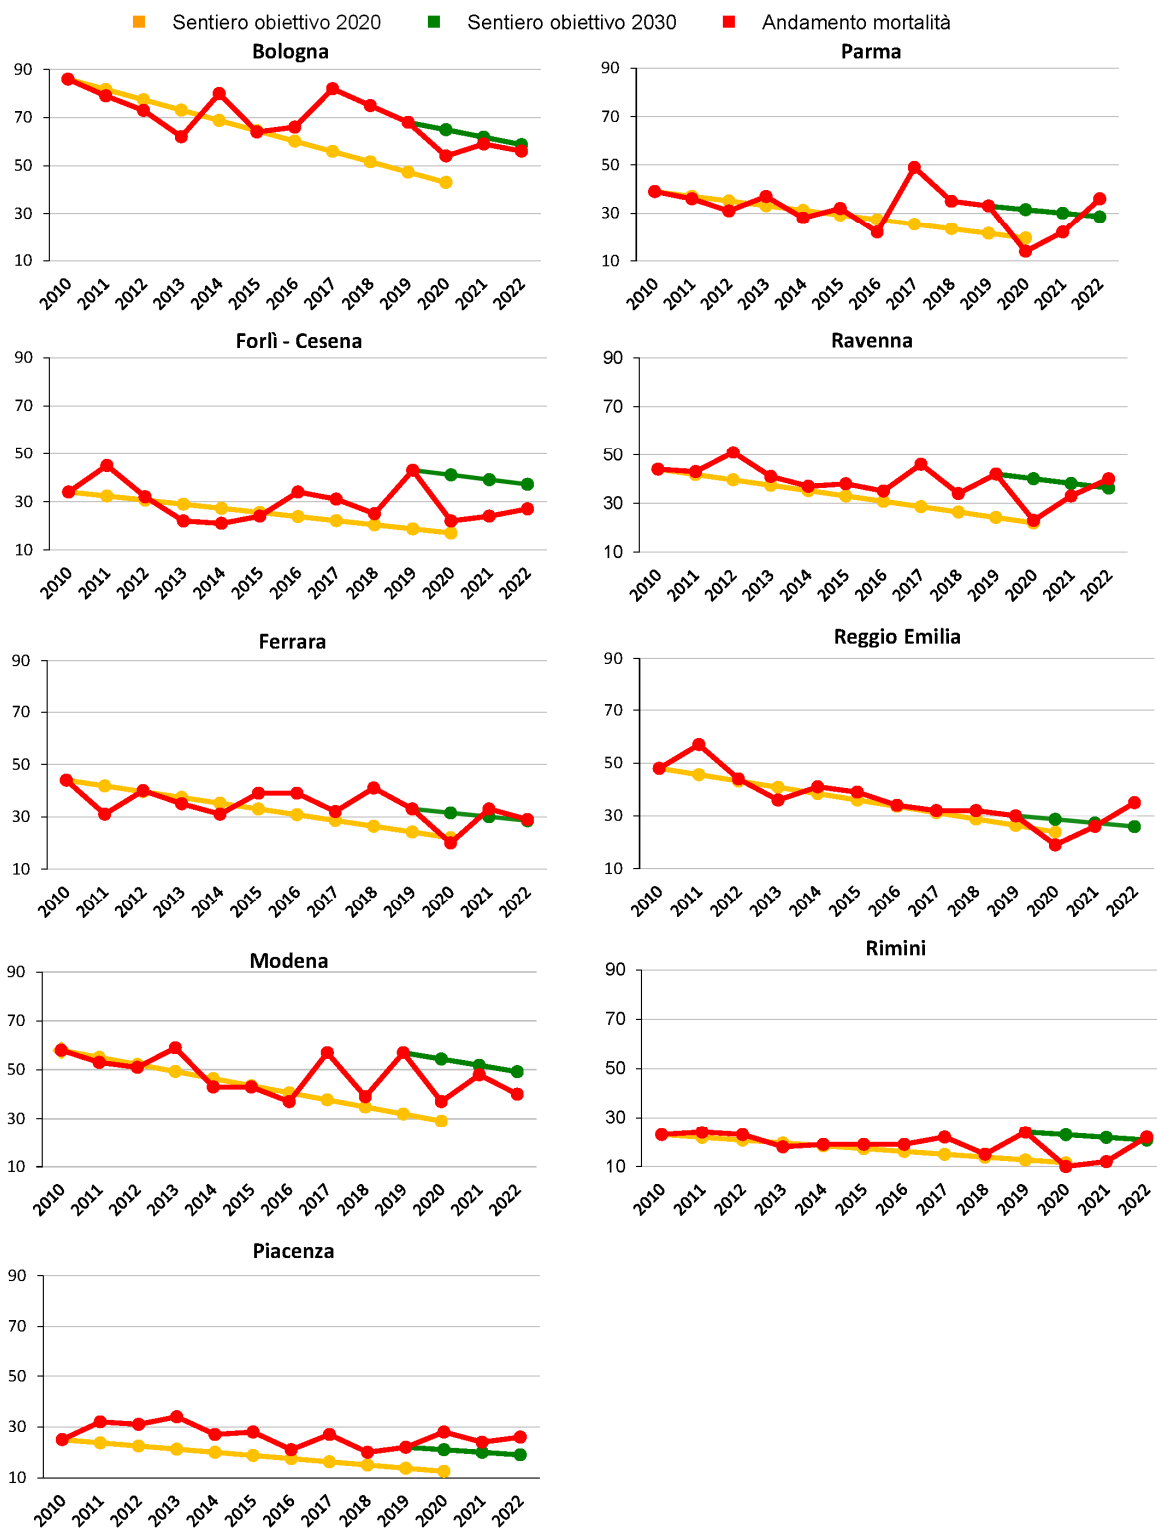 Sentiero obiettivo 2020 Sentiero obiettivo 2030 Andamento mortalità
Bologna
90
70
50
30
10
2010 2011 2012 2013 2014 2015 2016 2017 2018 2019 2020 2021 2022
Parma
90
70
50
30
10
2010 2011 2012 2013 2014 2015 2016 2017 2018 2019 2020 2021 2022
Forlì - Cesena
90
70
50
30
10
2010 2011 2012 2013 2014 2015 2016 2017 2018 2019 2020 2021 2022
Ravenna
90
70
50
30
10
2010 2011 2012 2013 2014 2015 2016 2017 2018 2019 2020 2021 2022
Ferrara
90
70
50
30
10
2010 2011 2012 2013 2014 2015 2016 2017 2018 2019 2020 2021 2022
Reggio Emilia
90
70
50
30
10
2010 2011 2012 2013 2014 2015 2016 2017 2018 2019 2020 2021 2022
Modena
90
70
50
30
10
2010 2011 2012 2013 2014 2015 2016 2017 2018 2019 2020 2021 2022
Rimini
90
70
50
30
10
2010 2011 2012 2013 2014 2015 2016 2017 2018 2019 2020 2021 2022
Piacenza
90
70
50
30
10
2010 2011 2012 2013 2014 2015 2016 2017 2018 2019 2020 2021 2022